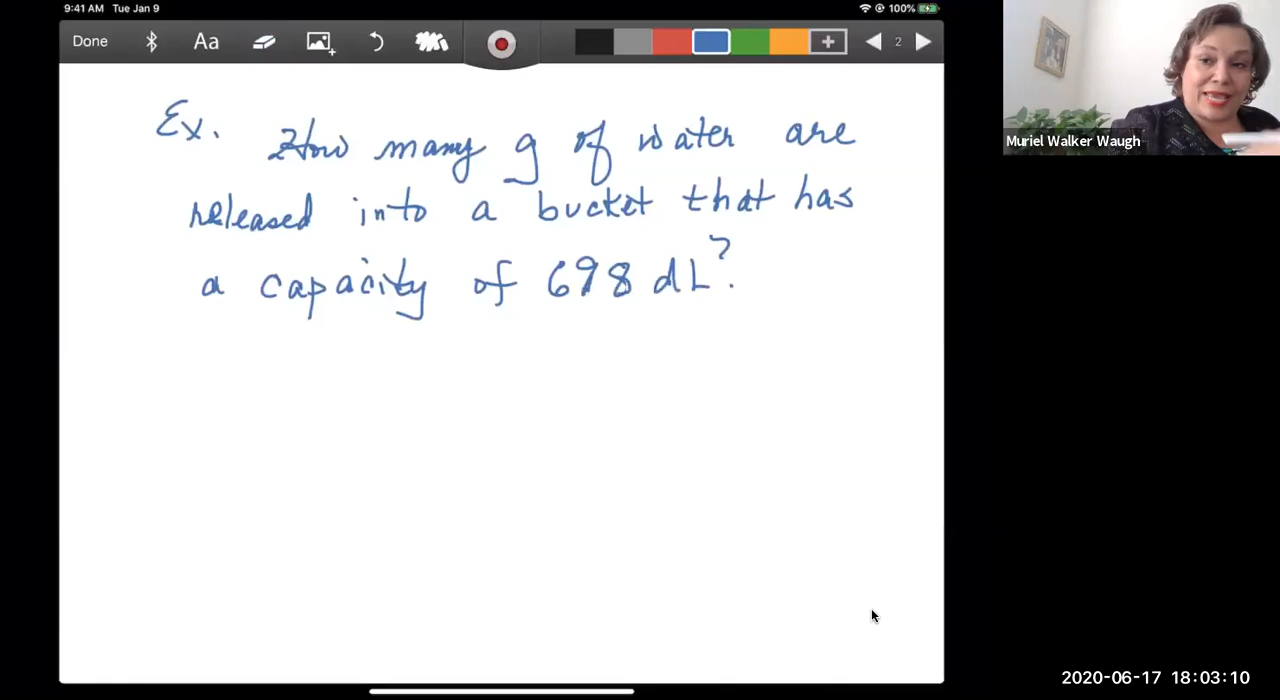 9:41 AM Tue Jan 9
100%
Done
Aa
2
Muriel Walker Waugh
Ex. How many g of water are
released into a bucket that has
a capacity of 698 dL?
2020-06-17 18:03:10